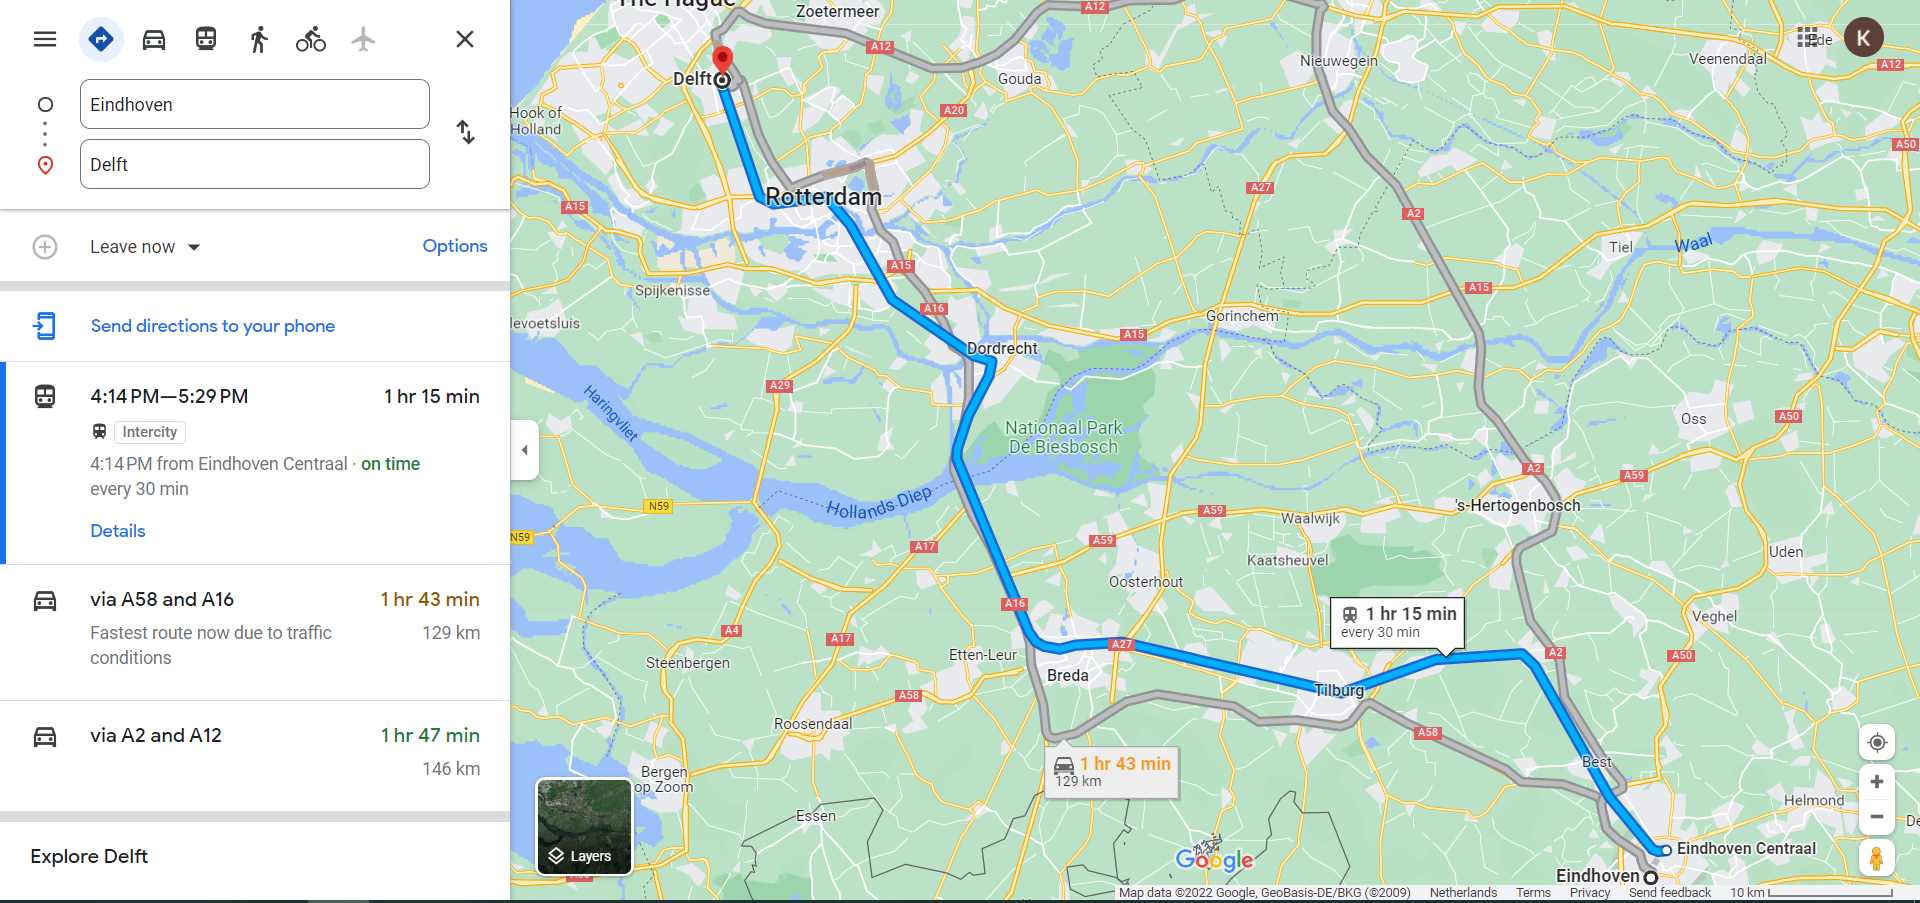 Eindhoven
Delft
Leave now
Options
Send directions to your phone
4:14 PM—5:29 PM
1 hr 15 min
Intercity
4:14 PM from Eindhoven Centraal · on time
every 30 min
Details
via A58 and A16
1 hr 43 min
Fastest route now due to traffic
129 km
conditions
via A2 and A12
1 hr 47 min
146 km
Explore Delft
The Hague
Zoetermeer
A12
A12
Nieuwegein
Ede
K
Veenendaal
A12
Delft
Gouda
Hook of
Holland
A20
A50
A27
A2
Rotterdam
A15
Tiel
Waal
A15
Spijkenisse
A15
A16
Gorinchem
levoetsluis
A15
Dordrecht
A29
Haringvliet
Nationaal Park
De Biesbosch
Oss
A50
A2
A59
Hollands Diep
N59
A59
Waalwijk
's-Hertogenbosch
N59
A17
A59
Kaatsheuvel
Uden
Oosterhout
A16
1 hr 15 min
every 30 min
Veghel
A4
A17
A27
A2
A50
Steenbergen
Etten-Leur
Breda
Tilburg
A58
Roosendaal
A58
1 hr 43 min
129 km
Best
Bergen
op Zoom
Helmond
Essen
De
Layers
Google
Eindhoven Centraal
Eindhoven
Map data ©2022 Google, GeoBasis-DE/BKG (©2009)
Netherlands
Terms
Privacy
Send feedback
10 km